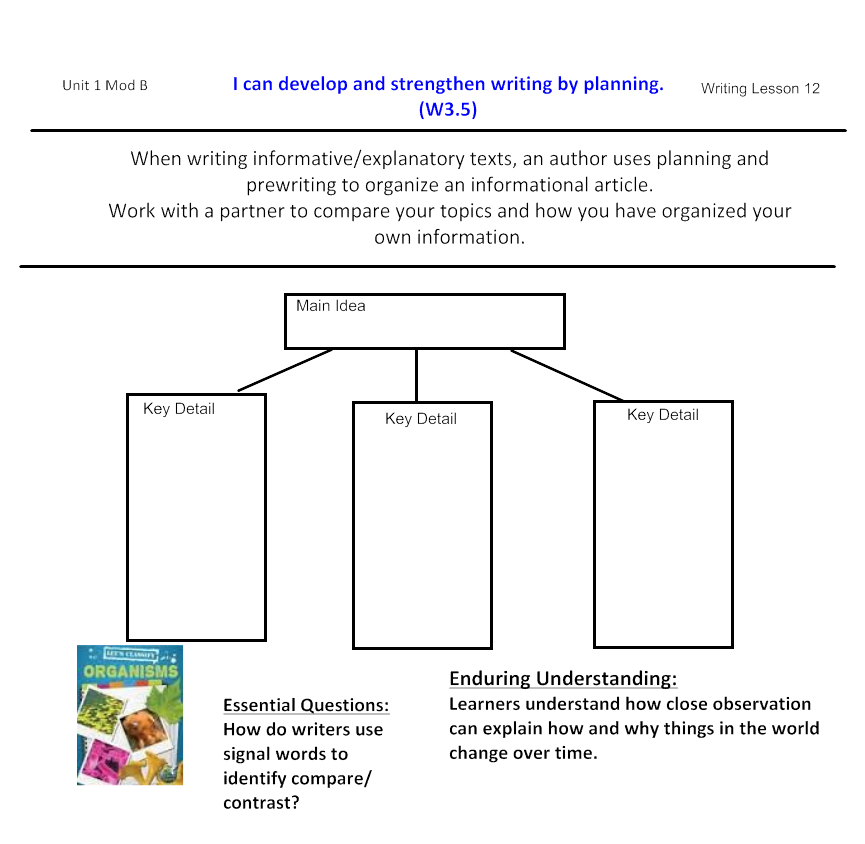 Unit 1 Mod B
I can develop and strengthen writing by planning.
(W3.5)
Writing Lesson 12
When writing informative/explanatory texts, an author uses planning and
prewriting to organize an informational article.
Work with a partner to compare your topics and how you have organized your
own information.
Main Idea
Key Detail
Key Detail
Key Detail
LET'S CLASSIFY
ORGANISMS
Essential Questions:
How do writers use
signal words to
identify compare/
contrast?
Enduring Understanding:
Learners understand how close observation
can explain how and why things in the world
change over time.